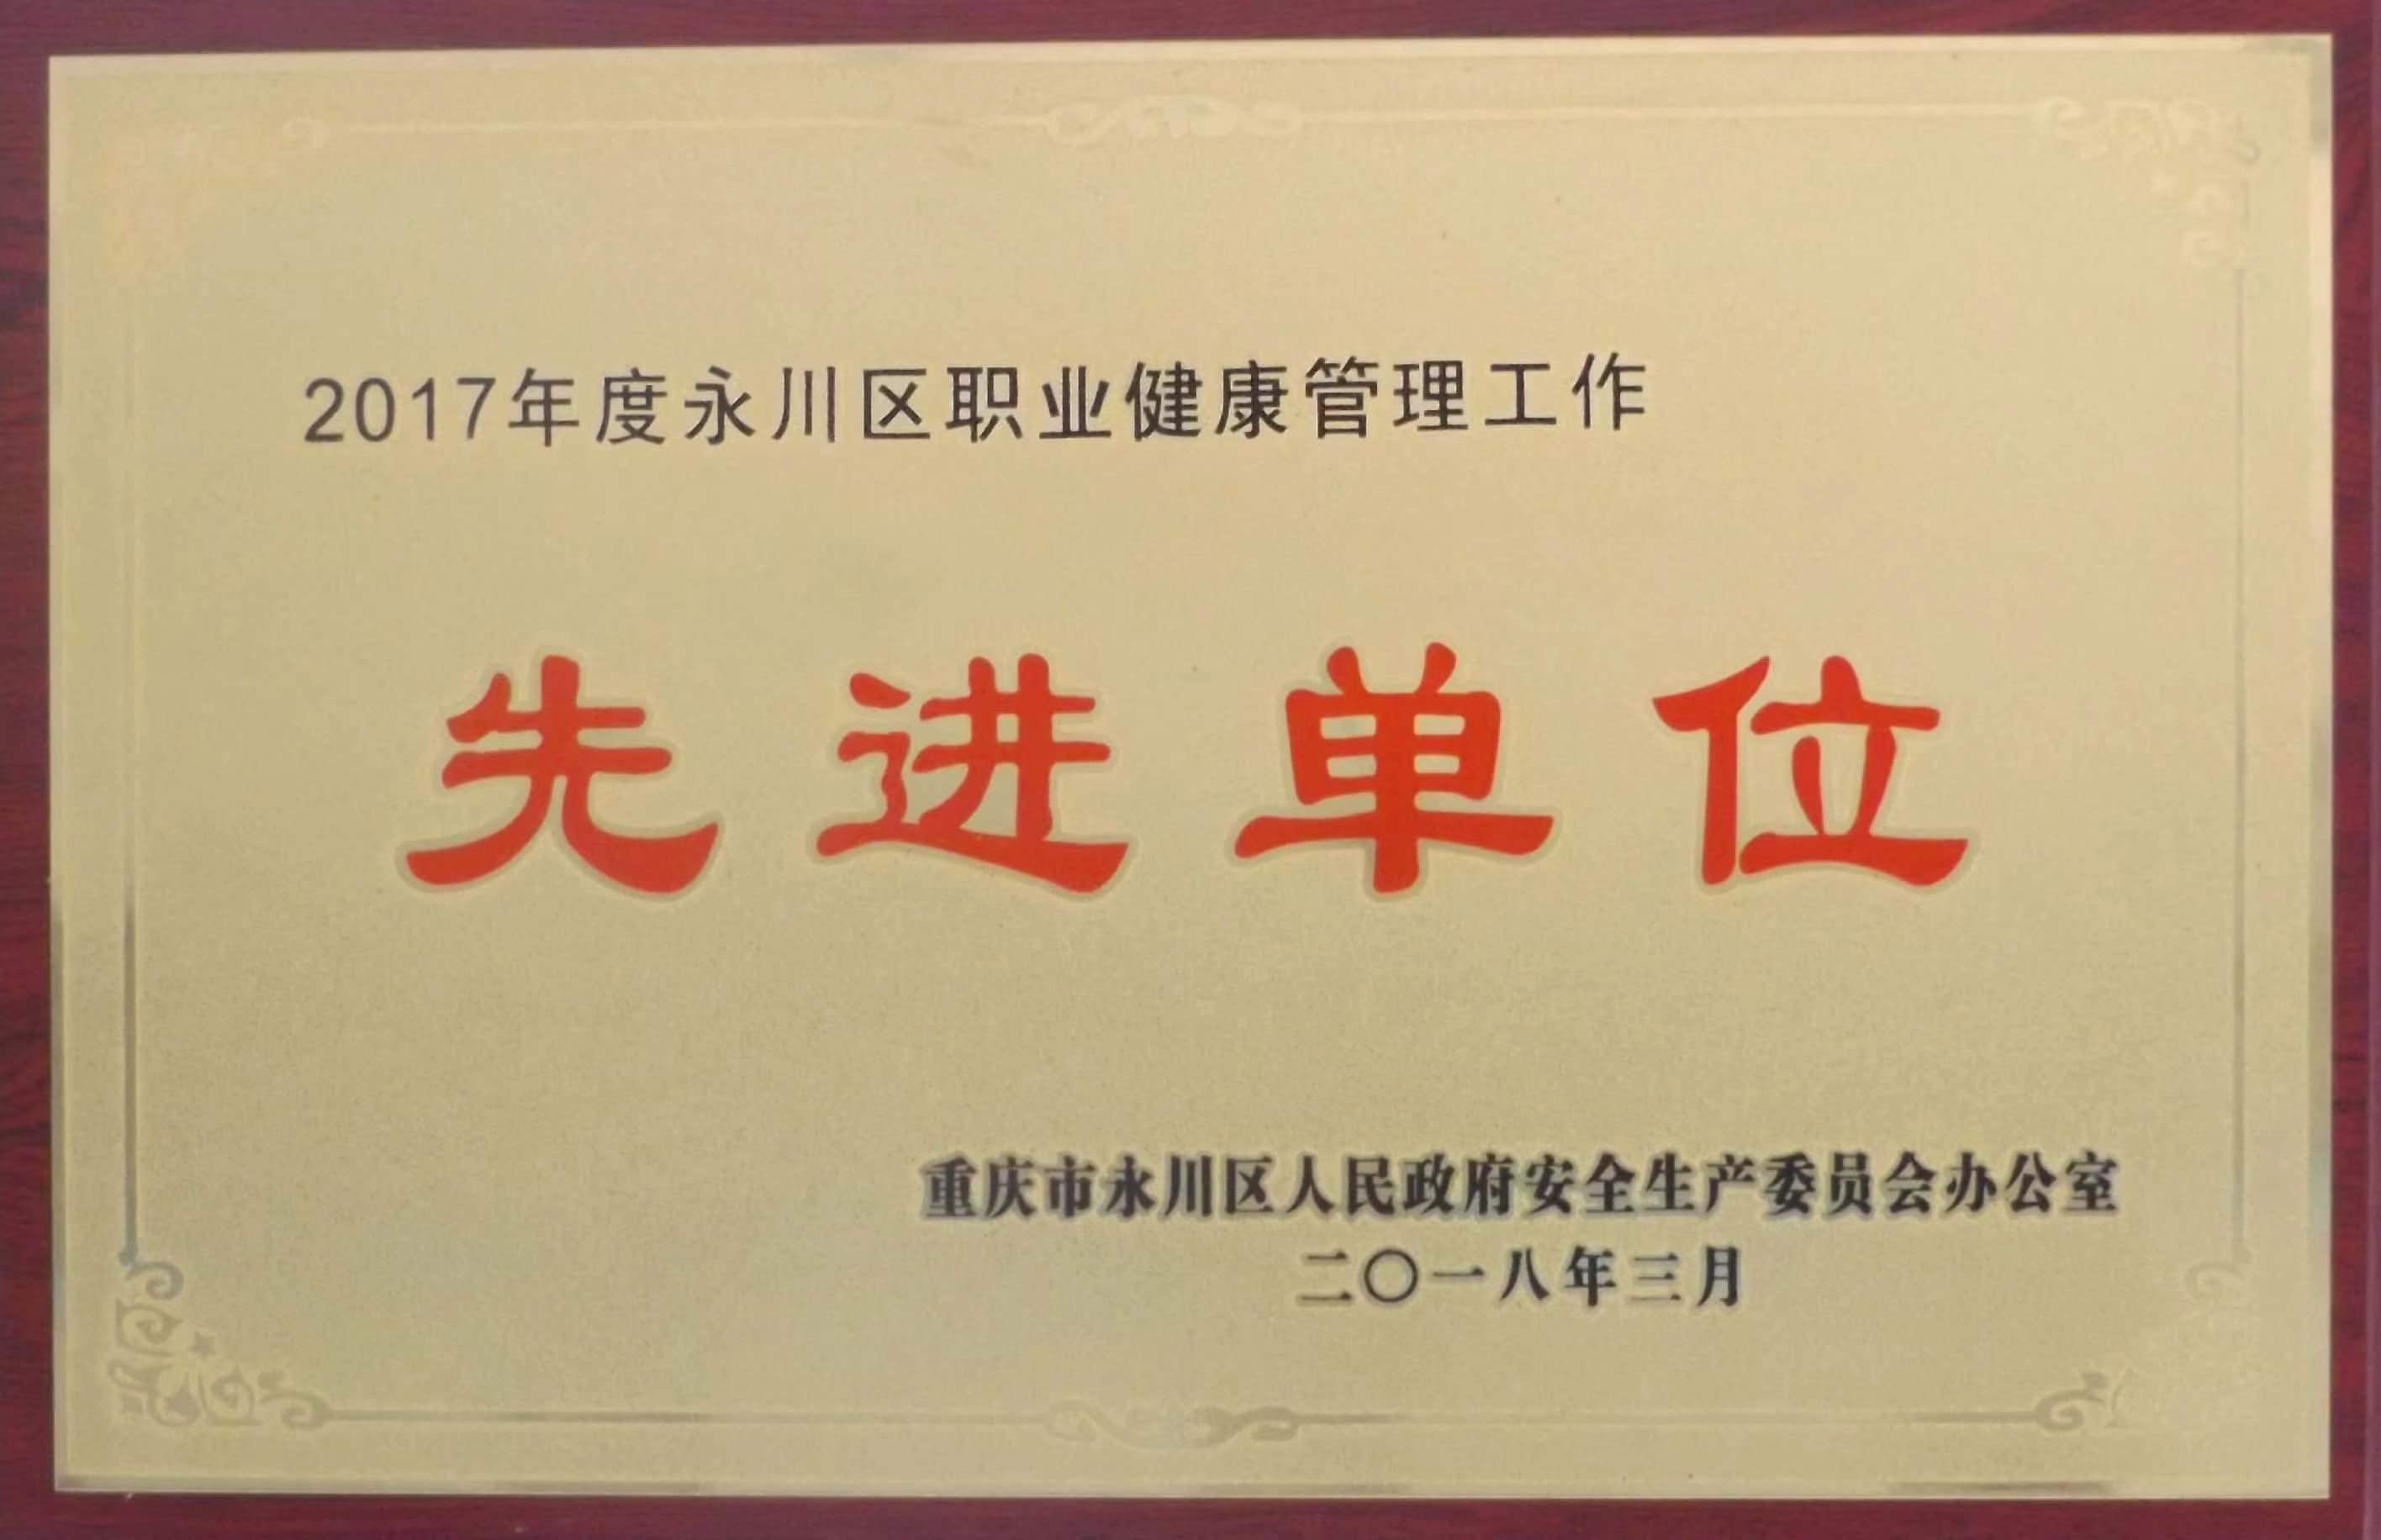 2017年度永川区职业健康管理工作
先进单位
重庆市永川区人民政府安全生产委员会办公室
二〇一八年三月